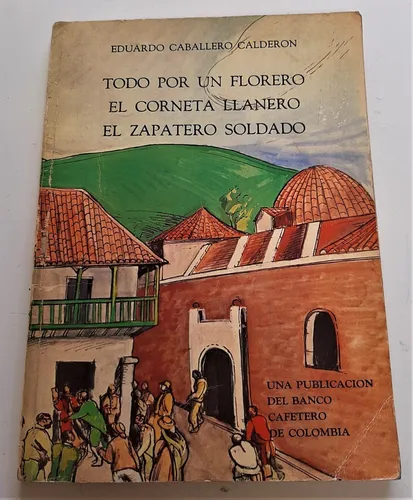 EDUARDO CABALLERO CALDERON
TODO POR UN FLORERO
EL CORNETA LLANERO
EL ZAPATERO SOLDADO
UNA PUBLICACION
DEL BANCO
CAFETERO
DE COLOMBIA